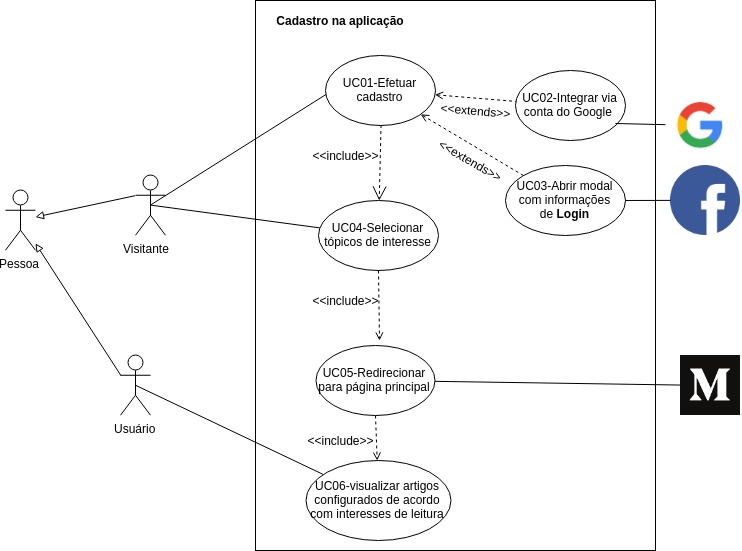 Cadastro na aplicação
UC01-Efetuar
cadastro
UC02-Integrar via
conta do Google
<<extends>>
G
<<include>>
<<extends>>
UC03-Abrir modal
com informações
de Login
f
Visitante
UC04-Selecionar
tópicos de interesse
Pessoa
<<include>>
UC05-Redirecionar
para página principal
M
Usuário
<<include>>
UC06-visualizar artigos
configurados de acordo
com interesses de leitura